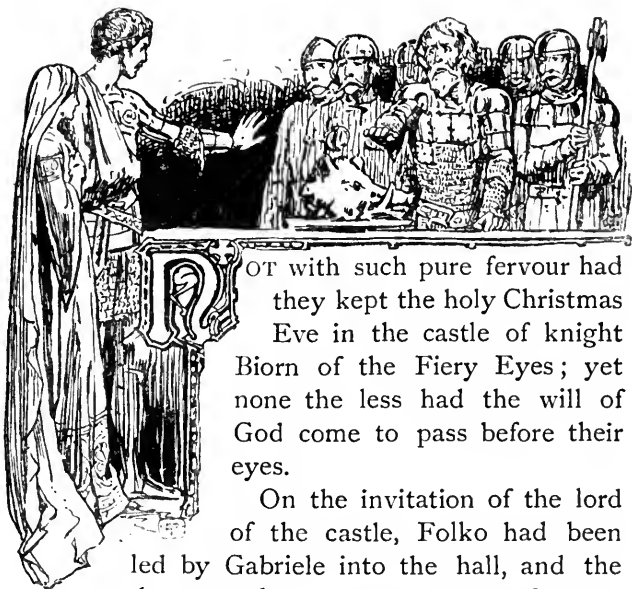 NOT with such pure fervour had
they kept the holy Christmas
Eve in the castle of knight
Biorn of the Fiery Eyes; yet
none the less had the will of
God come to pass before their
eyes.
On the invitation of the lord
of the castle, Folko had been
led by Gabriele into the hall, and the